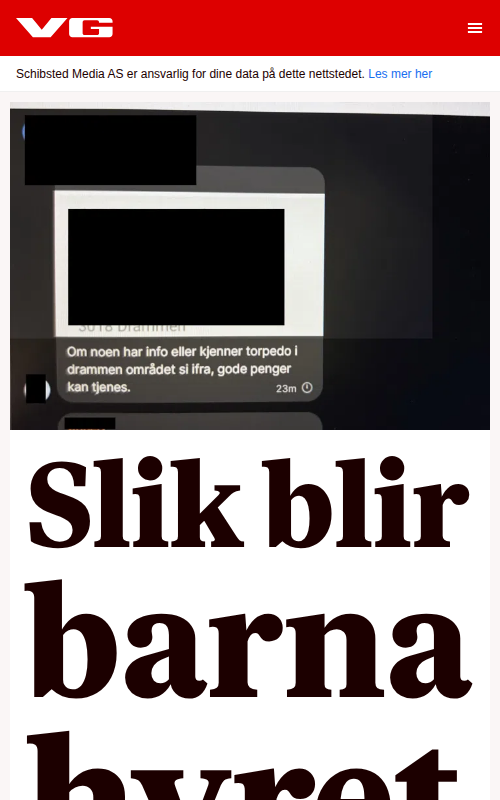 VG
Schibsted Media AS er ansvarlig for dine data på dette nettstedet. Les mer her
3018 Drammen
Om noen har info eller kjenner torpedo i
drammen området si ifra, gode penger
kan tjenes.
23m
Slik blir
barna
hyret